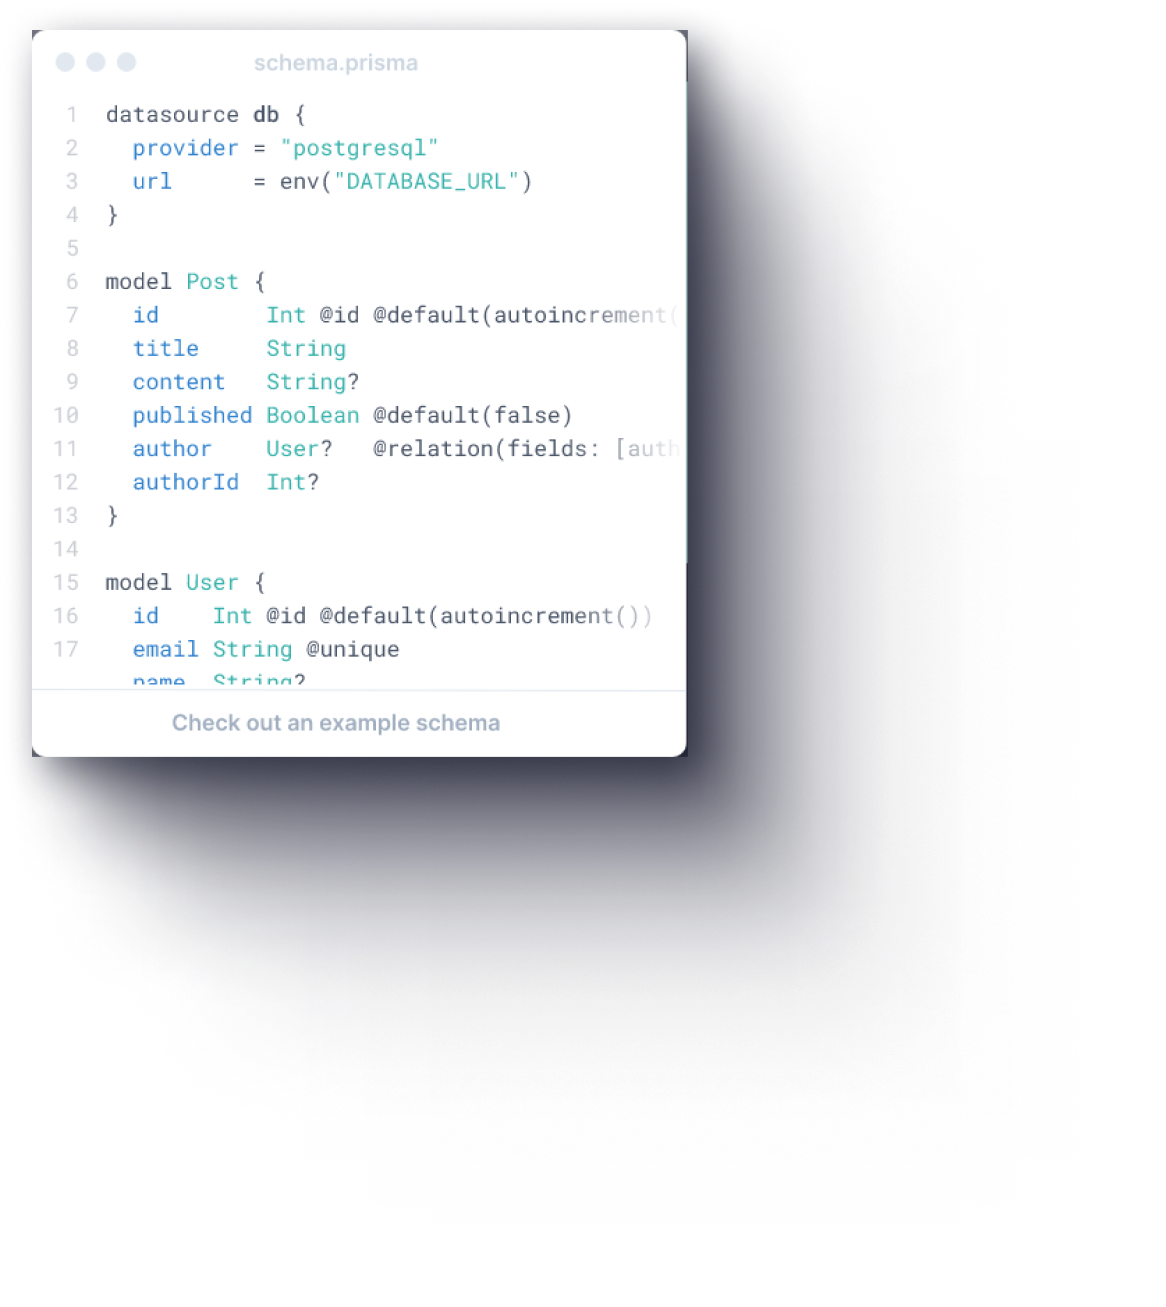 schema.prisma
1 datasource db {
2   provider = "postgresql"
3   url      = env("DATABASE_URL")
4 }
5
6 model Post {
7   id        Int @id @default(autoincrement(
8   title     String
9   content   String?
10   published Boolean @default(false)
11   author    User?   @relation(fields: [auth
12   authorId  Int?
13 }
14
15 model User {
16   id    Int @id @default(autoincrement())
17   email String @unique
  name  String?
Check out an example schema